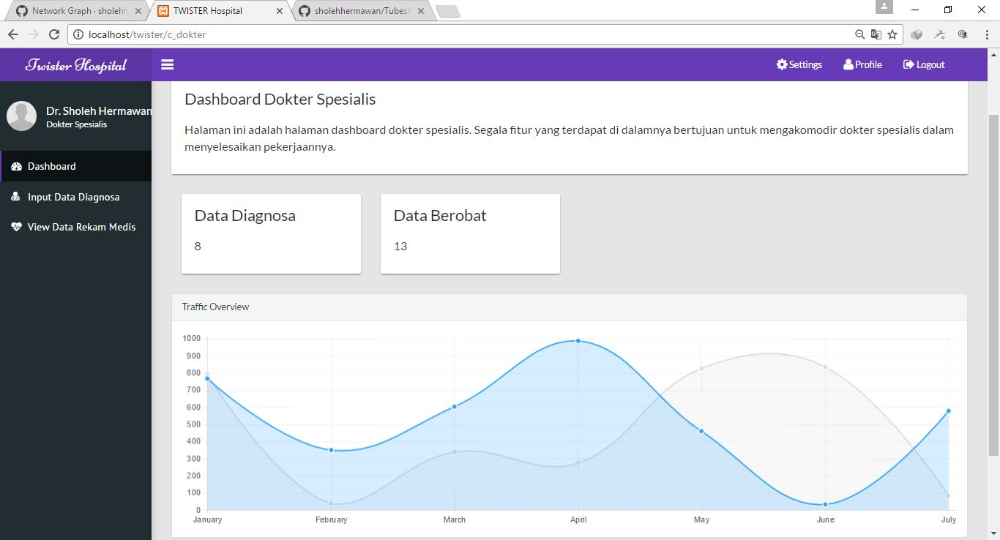 Network Graph · sholehh
TWISTER Hospital
sholehhermawan/TubesW
localhost/twister/c_dokter
Twister Hospital
Settings
Profile
Logout
Dr. Sholeh Hermawan
Dokter Spesialis
Dashboard
Input Data Diagnosa
View Data Rekam Medis
Dashboard Dokter Spesialis
Halaman ini adalah halaman dashboard dokter spesialis. Segala fitur yang terdapat di dalamnya bertujuan untuk mengakomodir dokter spesialis dalam
menyelesaikan pekerjaannya.
Data Diagnosa
8
Data Berobat
13
Traffic Overview
1000
900
800
700
600
500
400
300
200
100
0
January
February
March
April
May
June
July